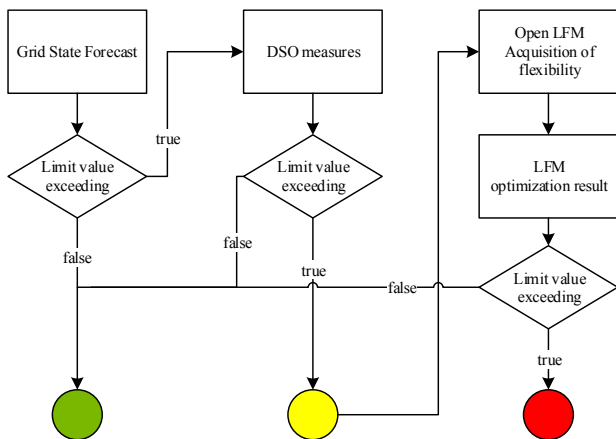 Grid State Forecast
DSO measures
Open LFM
Acquisition of
flexibility
true
Limit value
exceeding
Limit value
exceeding
LFM
optimization result
false
false
true
false
Limit value
exceeding
true